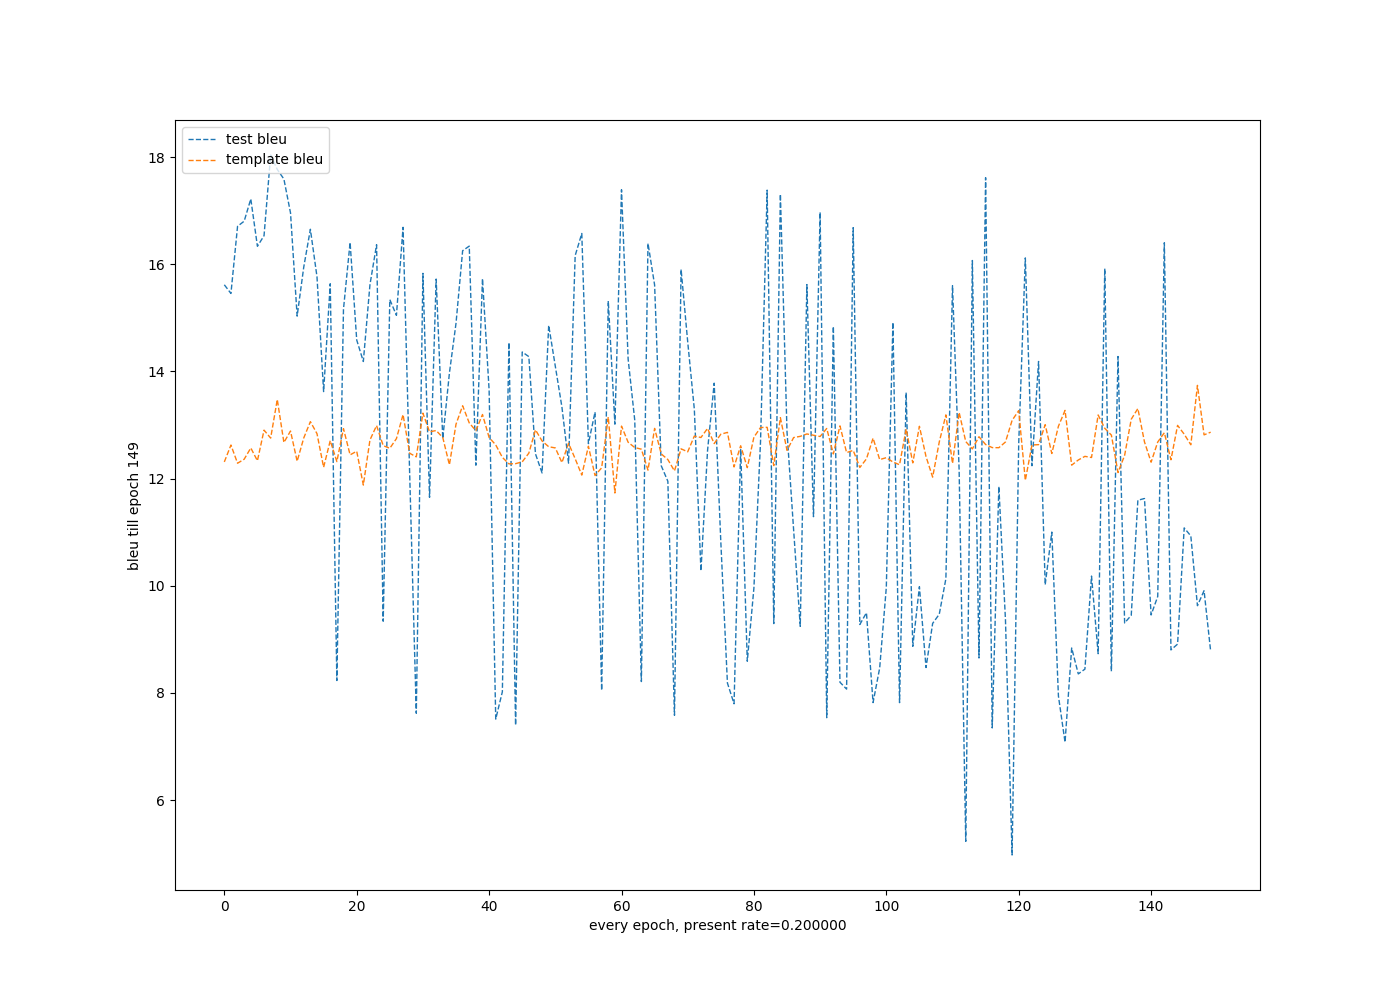 test bleu
template bleu
18
16
14
12
10
8
6
bleu till epoch 149
0 20 40 60 80 100 120 140
every epoch, present rate=0.200000